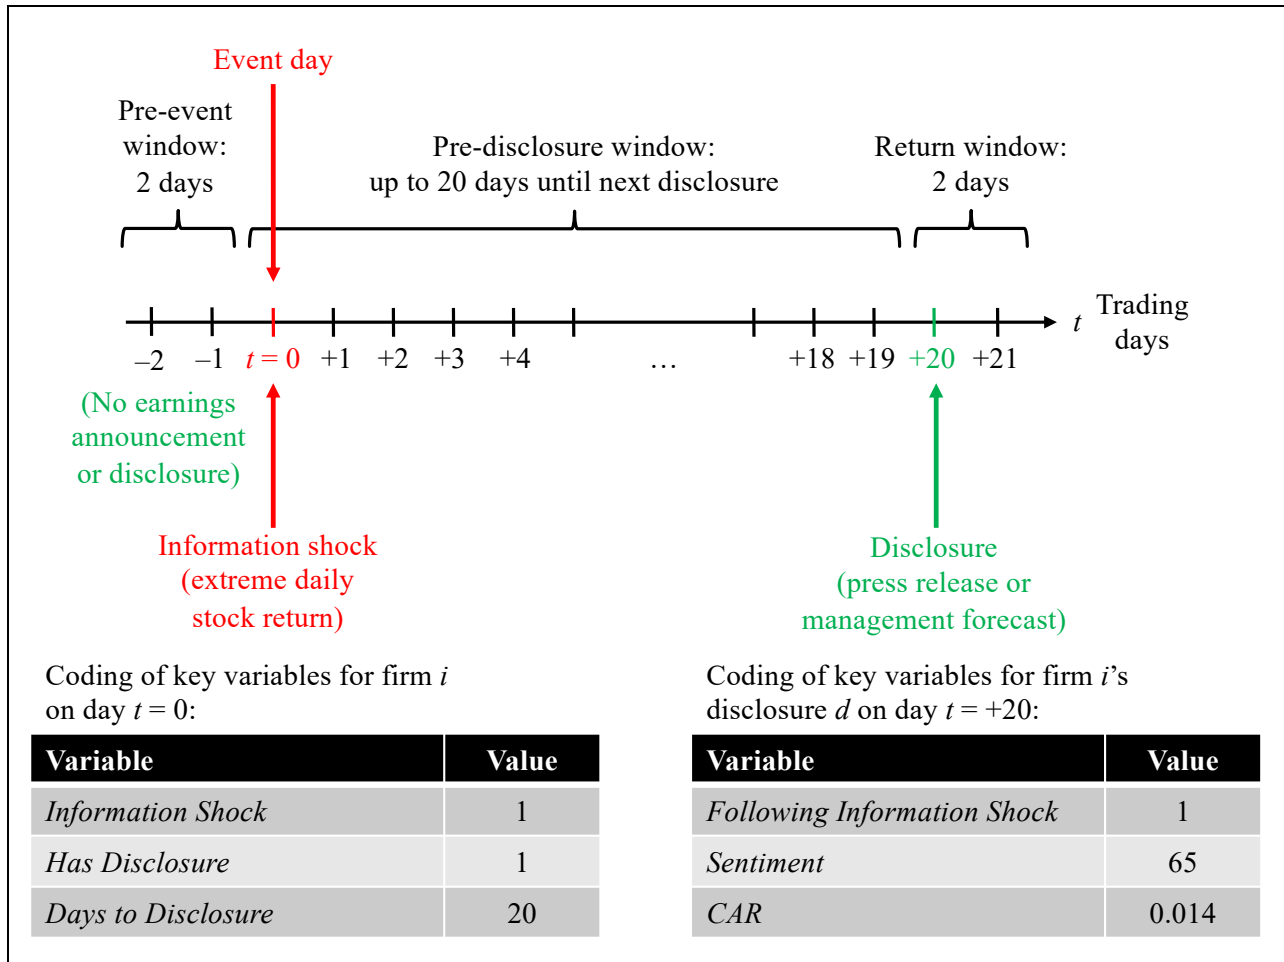 Event day
Pre-event
window:
2 days
Pre-disclosure window:
up to 20 days until next disclosure
Return window:
2 days
–2 –1 t = 0 +1 +2 +3 +4 … +18 +19 +20 +21
t
Trading
days
(No earnings
announcement
or disclosure)
Information shock
(extreme daily
stock return)
Disclosure
(press release or
management forecast)
Coding of key variables for firm i
on day t = 0:
Variable Value
Information Shock 1
Has Disclosure 1
Days to Disclosure 20
Coding of key variables for firm i’s
disclosure d on day t = +20:
Variable Value
Following Information Shock 1
Sentiment 65
CAR 0.014